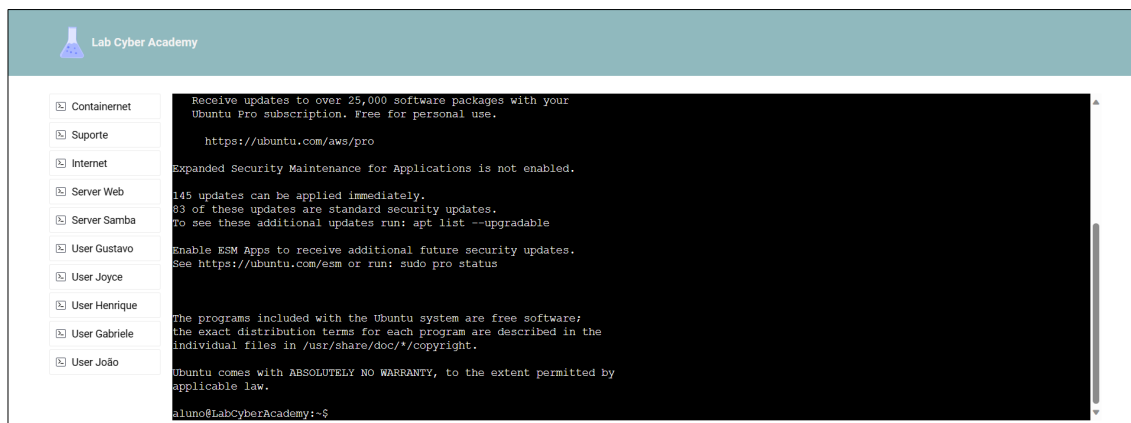 Lab Cyber Academy
Containernet
Suporte
Internet
Server Web
Server Samba
User Gustavo
User Joyce
User Henrique
User Gabriele
User João
Receive updates to over 25,000 software packages with your
Ubuntu Pro subscription. Free for personal use.
https://ubuntu.com/aws/pro
Expanded Security Maintenance for Applications is not enabled.
145 updates can be applied immediately.
83 of these updates are standard security updates.
To see these additional updates run: apt list --upgradable
Enable ESM Apps to receive additional future security updates.
See https://ubuntu.com/esm or run: sudo pro status
The programs included with the Ubuntu system are free software;
the exact distribution terms for each program are described in the
individual files in /usr/share/doc/*/copyright.
Ubuntu comes with ABSOLUTELY NO WARRANTY, to the extent permitted by
applicable law.
aluno@LabCyberAcademy:~$